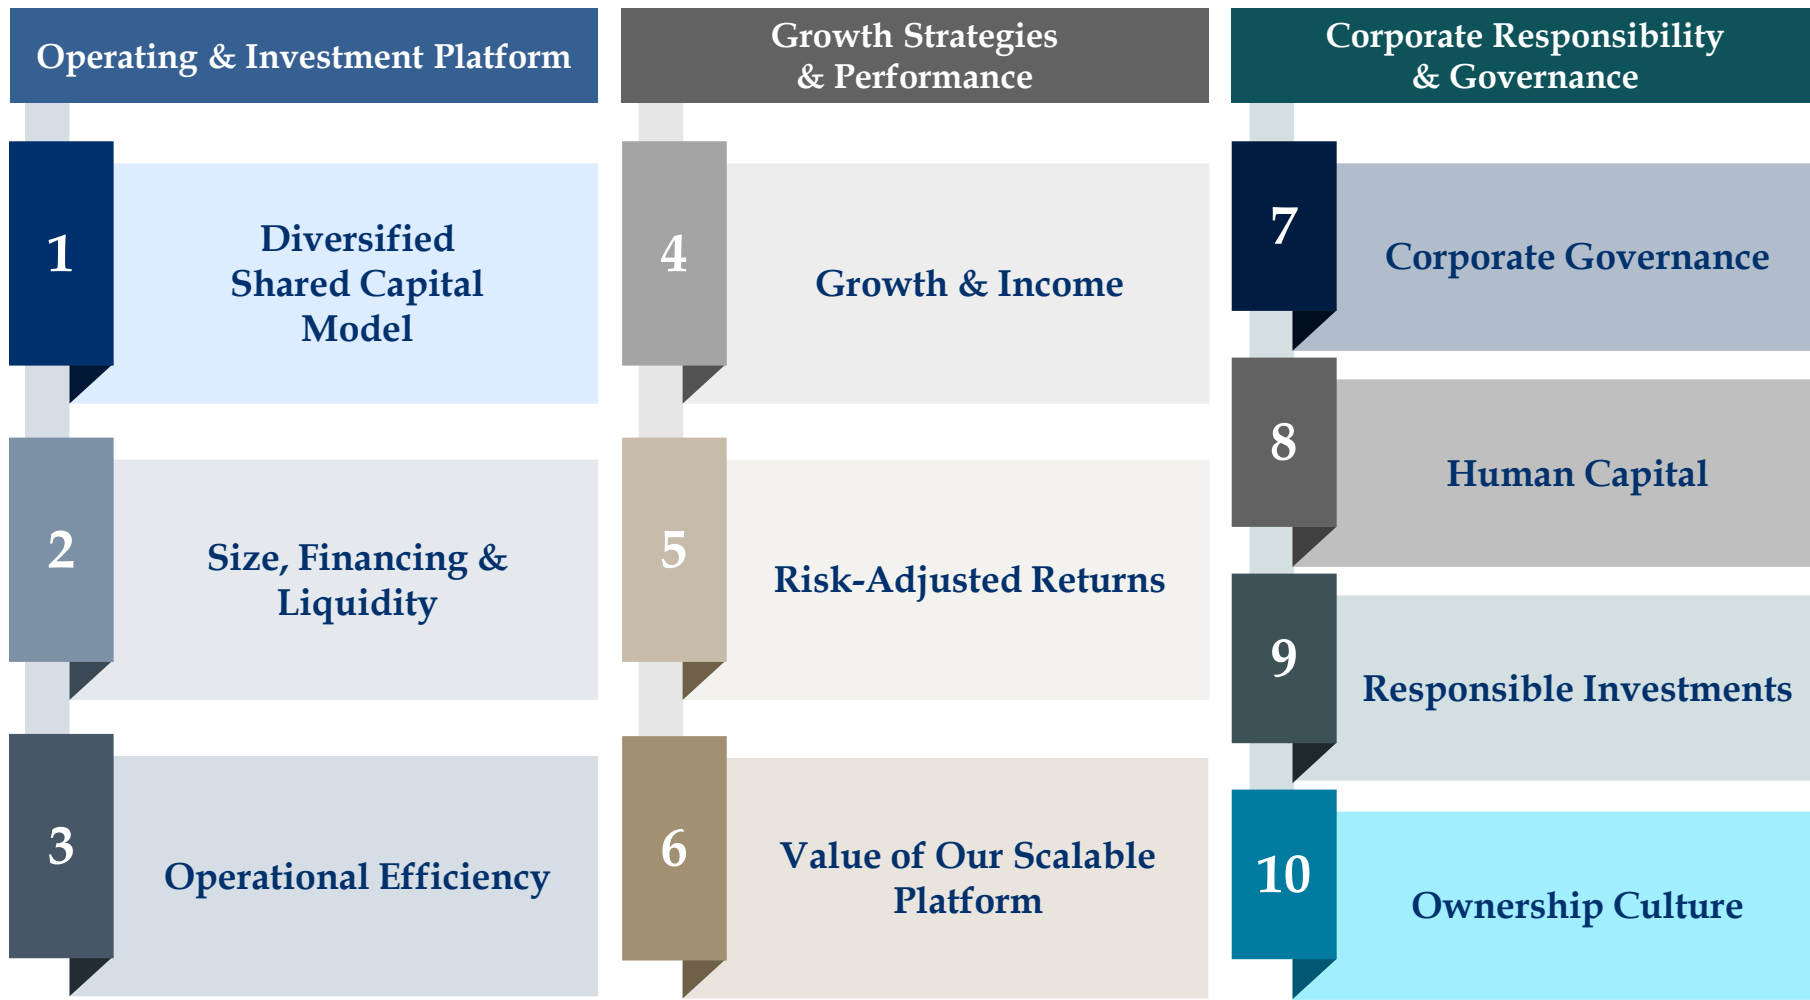 Operating & Investment Platform
1
Diversified
Shared Capital
Model
2
Size, Financing &
Liquidity
3
Operational Efficiency
Growth Strategies
& Performance
4
Growth & Income
5
Risk-Adjusted Returns
6
Value of Our Scalable
Platform
Corporate Responsibility
& Governance
7
Corporate Governance
8
Human Capital
9
Responsible Investments
10
Ownership Culture